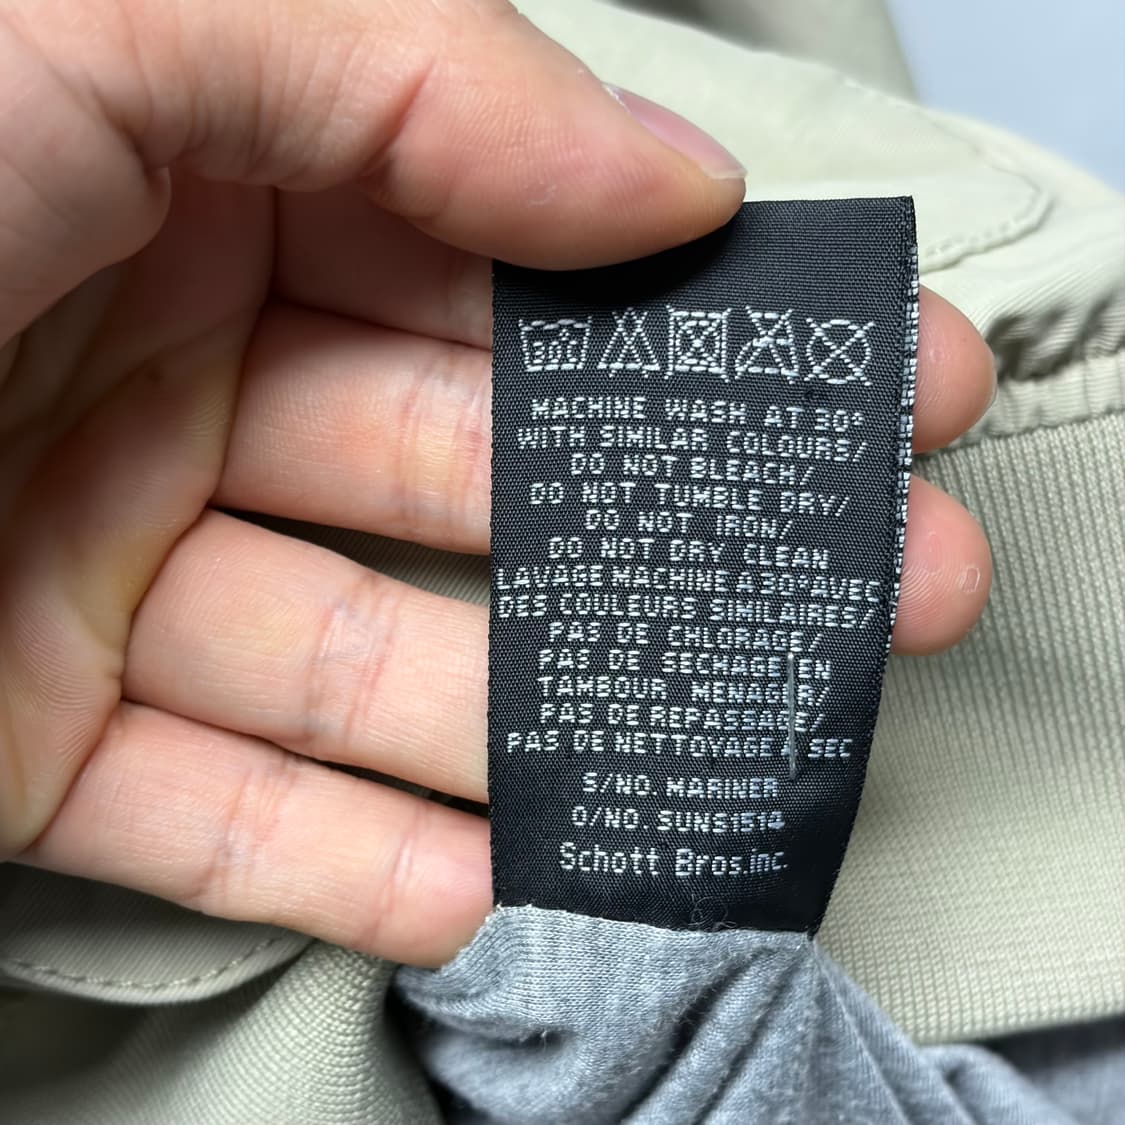 30c
MACHINE WASH AT 30°
WITH SIMILAR COLOURS/
DO NOT BLEACH/
DO NOT TUMBLE DRY/
DO NOT IRON/
DO NOT DRY CLEAN
LAVAGE MACHINE A 30° AVEC
DES COULEURS SIMILAIRES/
PAS DE CHLORAGE/
PAS DE SECHAGE EN
TAMBOUR MENAGER/
PAS DE REPASSAGE/
PAS DE NETTOYAGE A SEC
S/NO. MARINER
O/NO. SUNS1514
Schott Bros.inc.